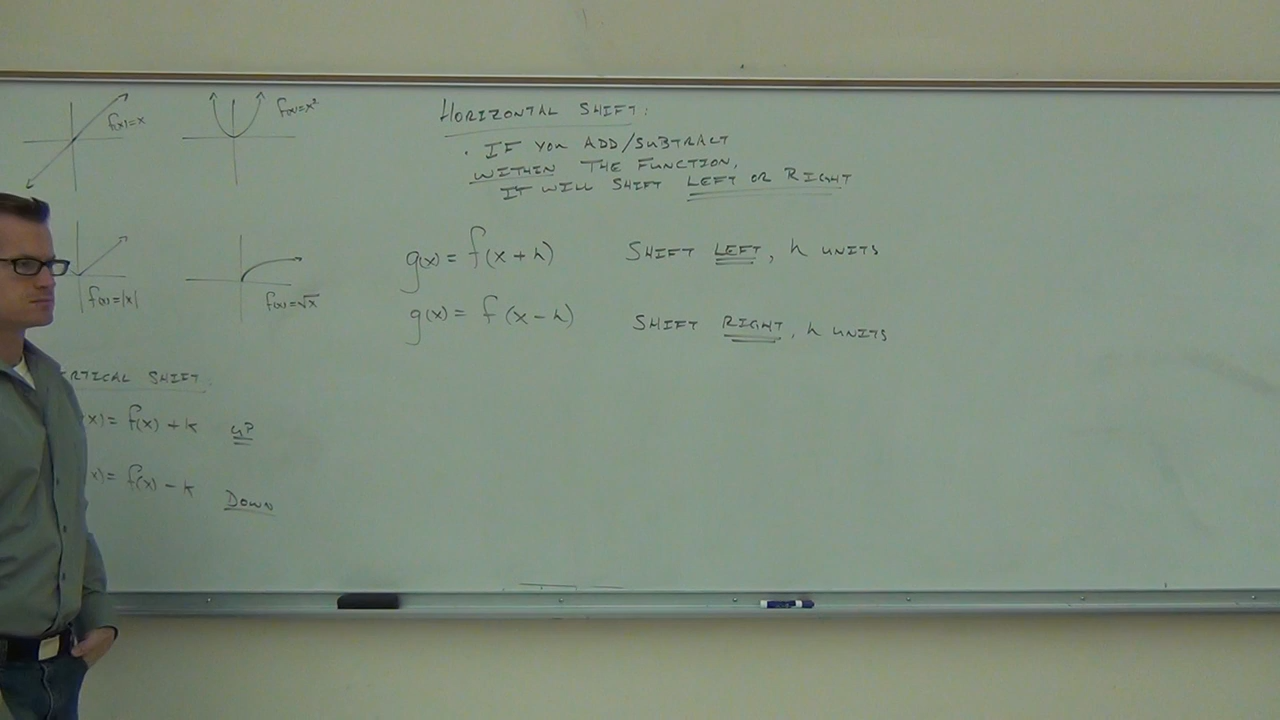 f(x)=x
f(x)=x²
f(x)=|x|
f(x)=√x
RTICAL SHIFT:
x)= f(x) + k UP
x)= f(x) − k DOWN
HORIZONTAL SHIFT:
· IF YOU ADD/SUBTRACT
WITHIN THE FUNCTION,
IT WILL SHIFT LEFT OR RIGHT
g(x) = f(x + h) SHIFT LEFT, h UNITS
g(x) = f(x − h) SHIFT RIGHT, h UNITS